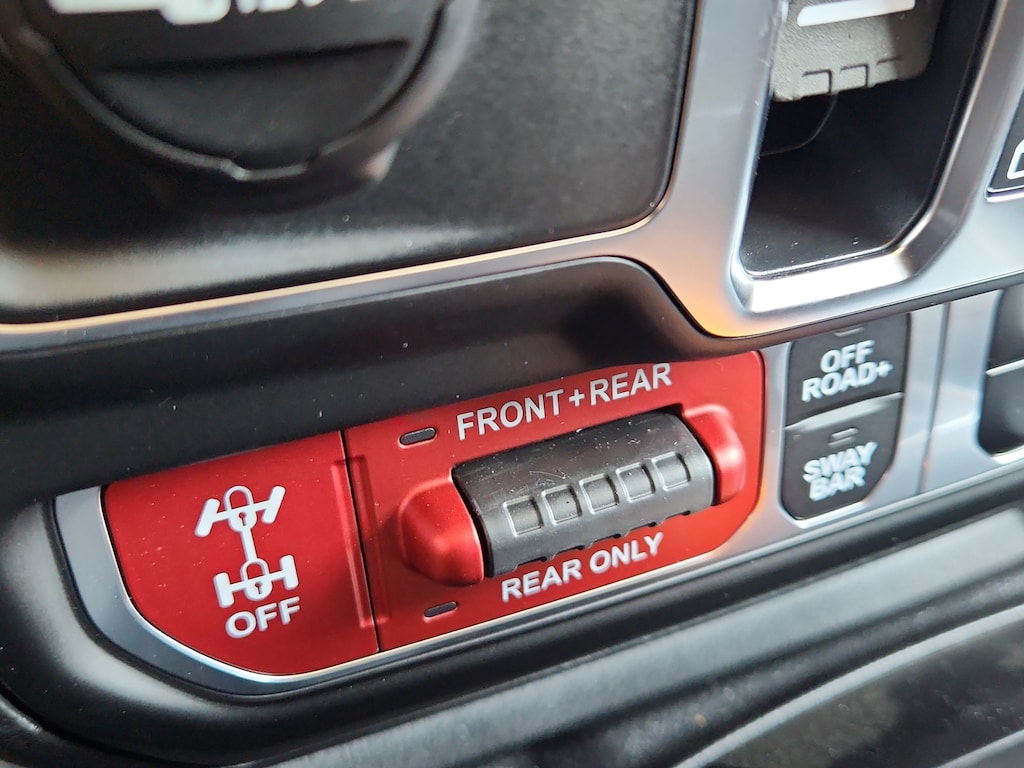 FRONT+REAR
OFF
ROAD+
SWAY
BAR
REAR ONLY
OFF